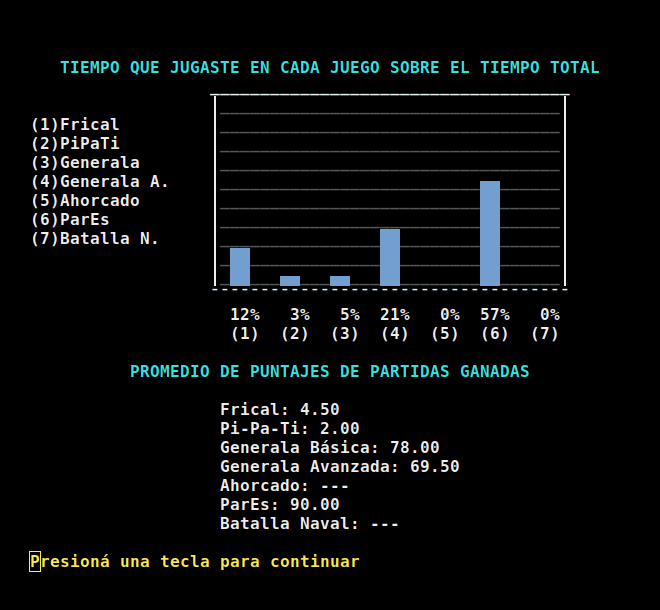 TIEMPO QUE JUGASTE EN CADA JUEGO SOBRE EL TIEMPO TOTAL
(1)Frical
(2)PiPaTi
(3)Generala
(4)Generala A.
(5)Ahorcado
(6)ParEs
(7)Batalla N.
12% 3% 5% 21% 0% 57% 0%
(1) (2) (3) (4) (5) (6) (7)
PROMEDIO DE PUNTAJES DE PARTIDAS GANADAS
Frical: 4.50
Pi-Pa-Ti: 2.00
Generala Básica: 78.00
Generala Avanzada: 69.50
Ahorcado: ---
ParEs: 90.00
Batalla Naval: ---
Presioná una tecla para continuar